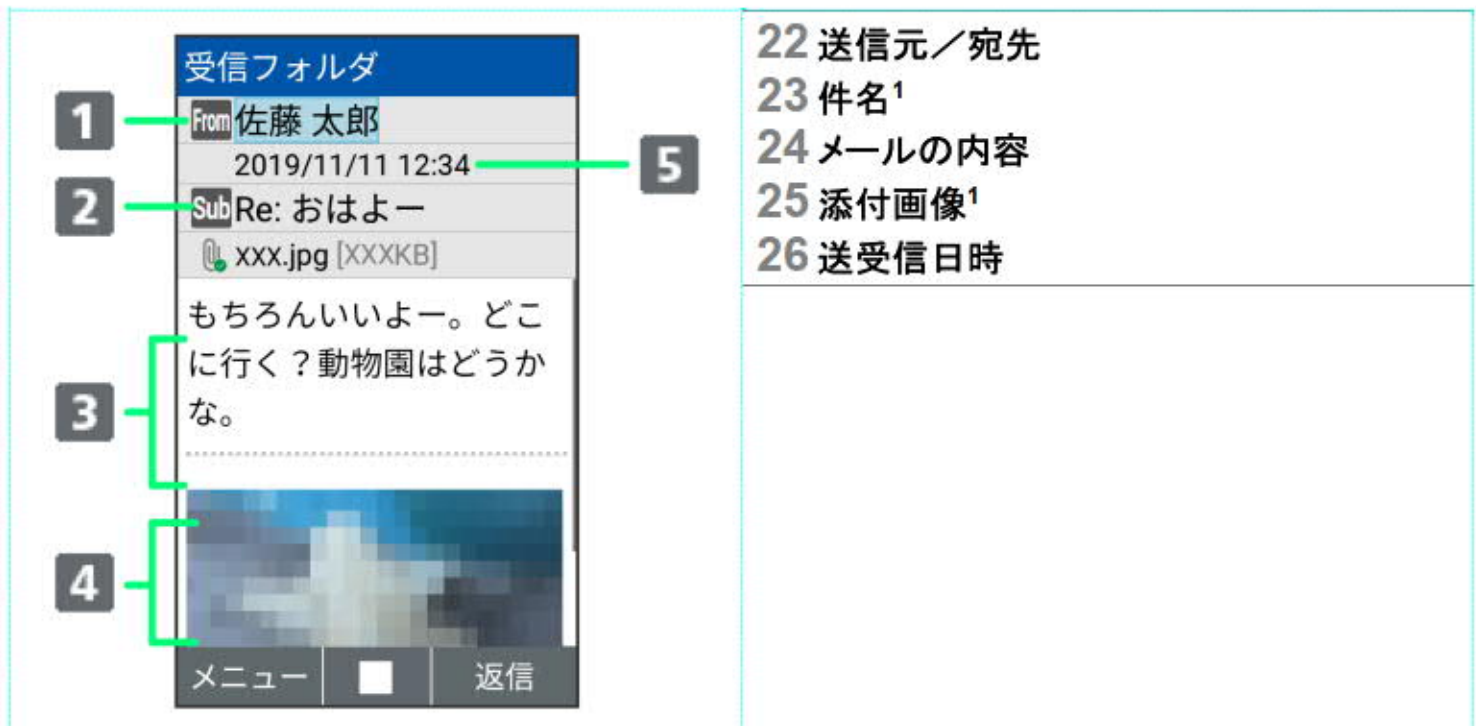 受信フォルダ
1
From 佐藤 太郎
2019/11/11 12:34
5
2
Sub Re: おはよー
xxx.jpg [XXXKB]
もちろんいいよー。どこ
に行く？動物園はどうか
な。
3
4
メニュー
返信
22 送信元／宛先
23 件名¹
24 メールの内容
25 添付画像¹
26 送受信日時